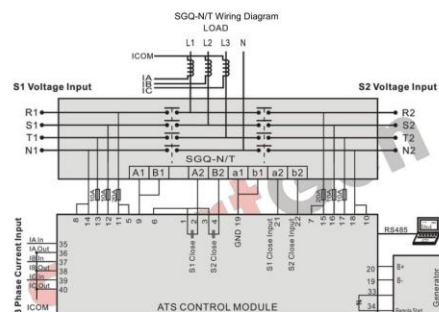 SGQ-N/T Wiring Diagram
LOAD
L1 L2 L3 N
ICOM
IA
IB
IC
S1 Voltage Input
S2 Voltage Input
R1
R2
S1
S2
T1
T2
N1
N2
SGQ-N/T
A1 B1 A2 B2 a1 b1 a2 b2
8 14 13 12 11 5 9 6 1 2 3 4 19 21 22 7 15 16 17 18 10
S1 Close
S1 Close
GND
S1 Close Input
S2 Close Input
RS485
Phase Current Input
IA In
IA Out
IB In
IB Out
IC In
IC Out
ICOM
35
36
37
38
39
40
20
19
33
34
B+
B-
Generator
Remote Start
ATS CONTROL MODULE